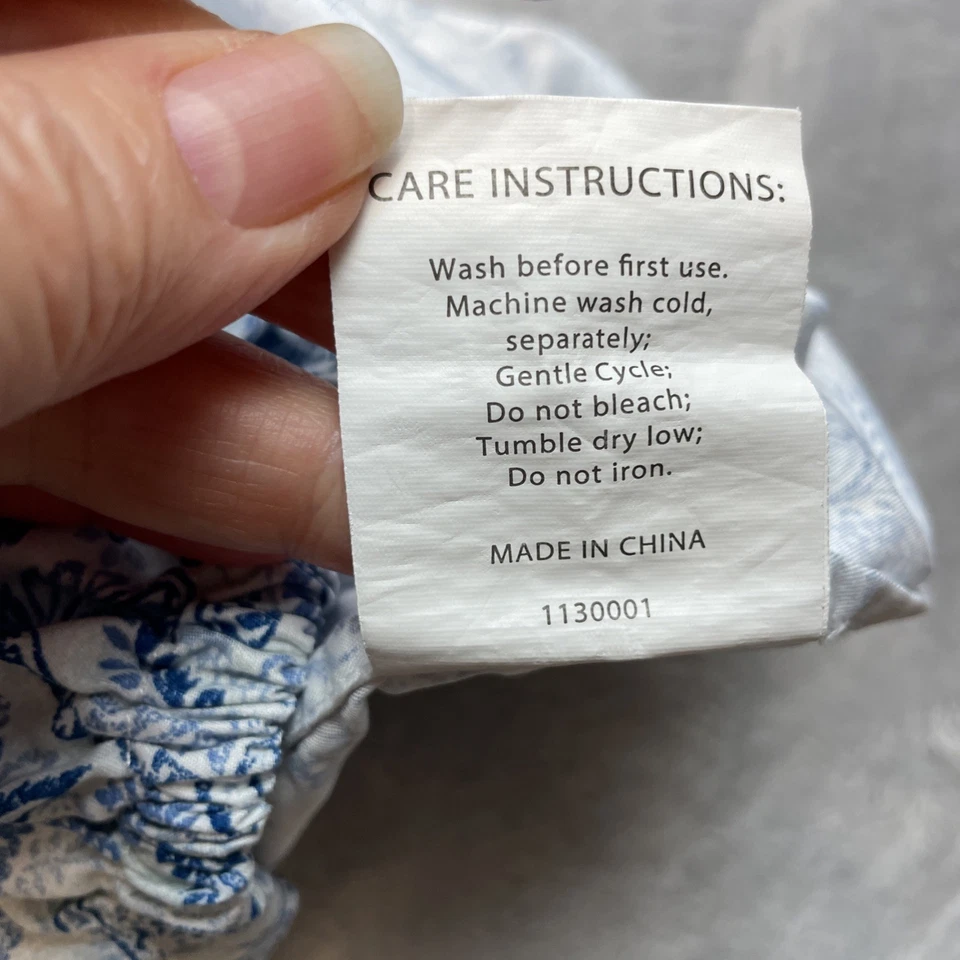 CARE INSTRUCTIONS:
Wash before first use.
Machine wash cold,
separately;
Gentle Cycle;
Do not bleach;
Tumble dry low;
Do not iron.
MADE IN CHINA
1130001